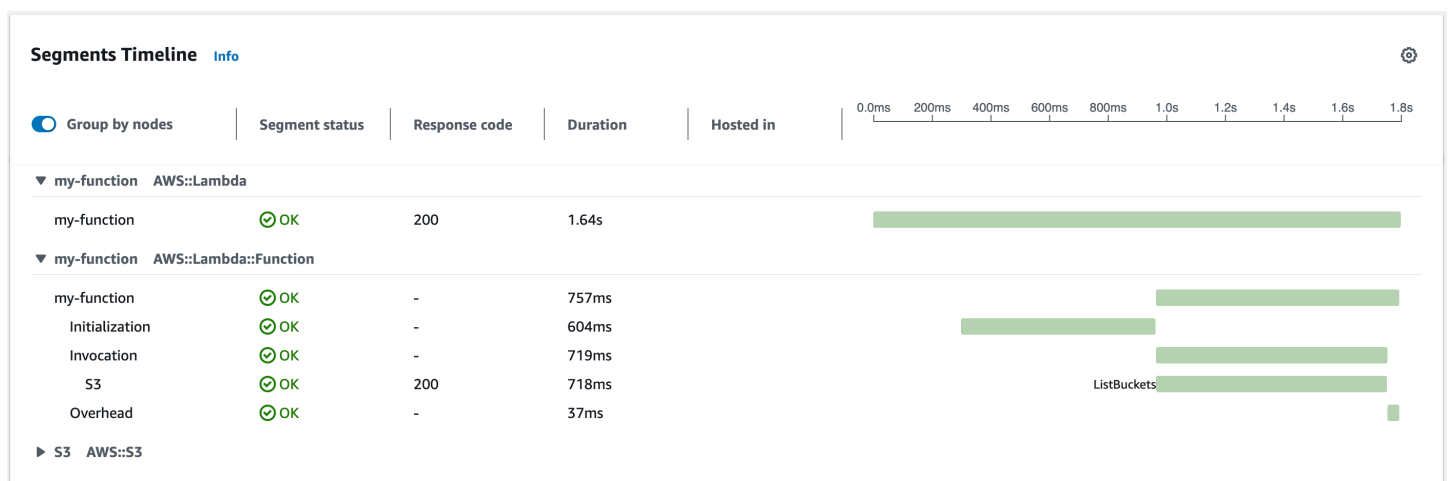 Segments Timeline Info
0.0ms 200ms 400ms 600ms 800ms 1.0s 1.2s 1.4s 1.6s 1.8s
Group by nodes Segment status Response code Duration Hosted in
my-function AWS::Lambda
my-function OK 200 1.64s
my-function AWS::Lambda::Function
my-function OK - 757ms
Initialization OK - 604ms
Invocation OK - 719ms
S3 OK 200 718ms ListBuckets
Overhead OK - 37ms
S3 AWS::S3